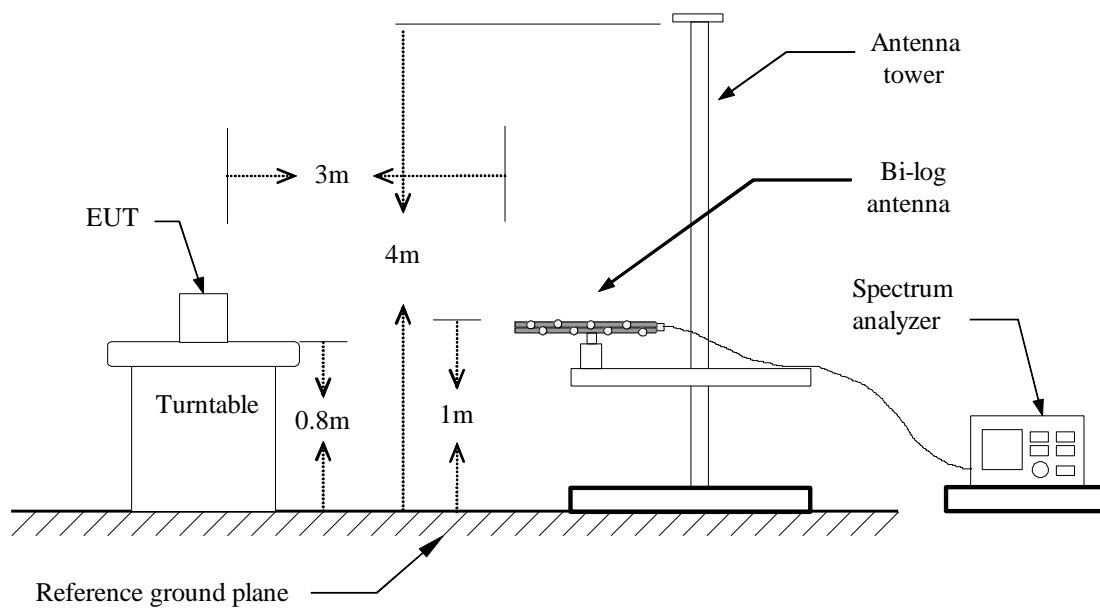 Antenna
tower
3m
Bi-log
antenna
EUT
4m
Spectrum
analyzer
Turntable
0.8m
1m
Reference ground plane